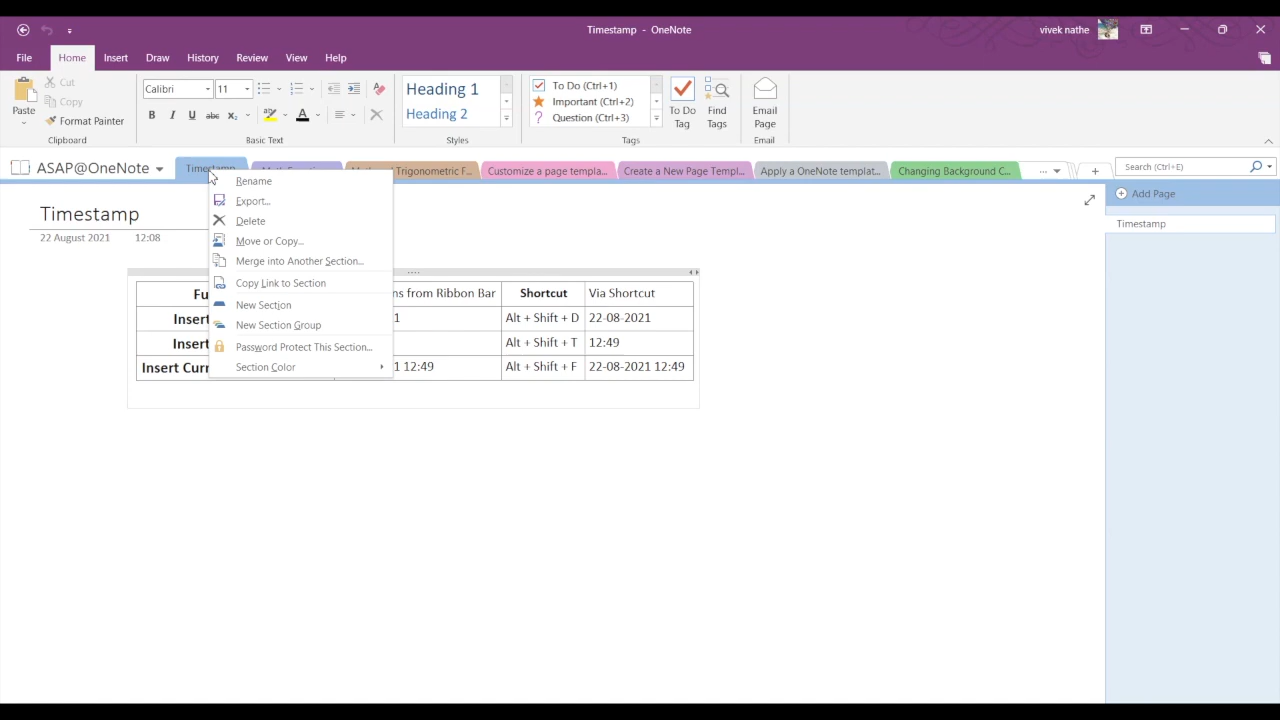 Timestamp - OneNote
vivek nathe
File Home Insert Draw History Review View Help
Paste
Cut
Copy
Format Painter
Clipboard
Calibri 11
B I U abc X₂ A
Basic Text
Heading 1
Heading 2
Styles
To Do (Ctrl+1)
Important (Ctrl+2)
Question (Ctrl+3)
To Do
Tag
Find
Tags
Tags
Email
Page
Email
ASAP@OneNote
Timestamp
Trigonometric F...
Customize a page templa...
Create a New Page Templ...
Apply a OneNote templat...
Changing Background C...
...
Search (Ctrl+E)
Rename
Export...
Delete
Move or Copy...
Merge into Another Section...
Copy Link to Section
New Section
New Section Group
Password Protect This Section...
Section Color
Timestamp
22 August 2021 12:08
Fu ns from Ribbon Bar Shortcut Via Shortcut
Insert 1 Alt + Shift + D 22-08-2021
Insert Alt + Shift + T 12:49
Insert Curr 1 12:49 Alt + Shift + F 22-08-2021 12:49
Add Page
Timestamp